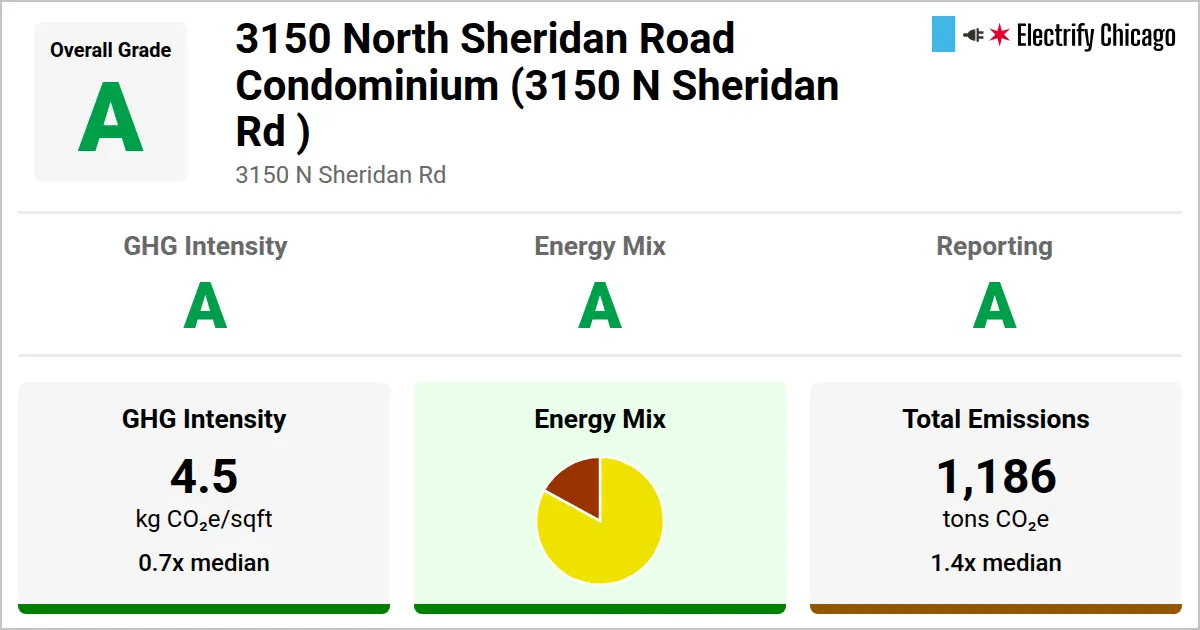 Overall Grade
A
3150 North Sheridan Road
Condominium (3150 N Sheridan
Rd )
3150 N Sheridan Rd
Electrify Chicago
GHG Intensity
A
Energy Mix
A
Reporting
A
GHG Intensity
4.5
kg CO₂e/sqft
0.7x median
Energy Mix
Total Emissions
1,186
tons CO₂e
1.4x median